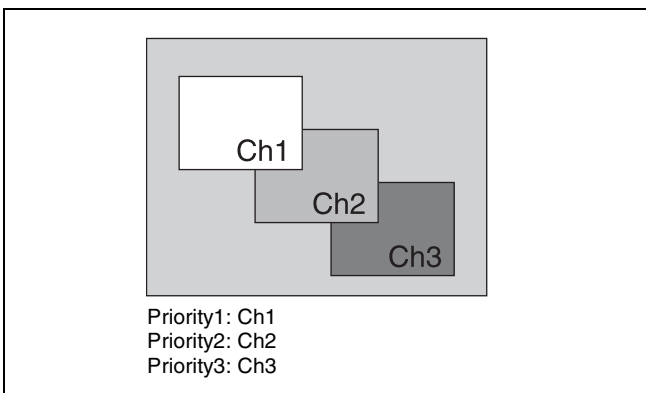 Ch1
Ch2
Ch3
Priority1: Ch1
Priority2: Ch2
Priority3: Ch3